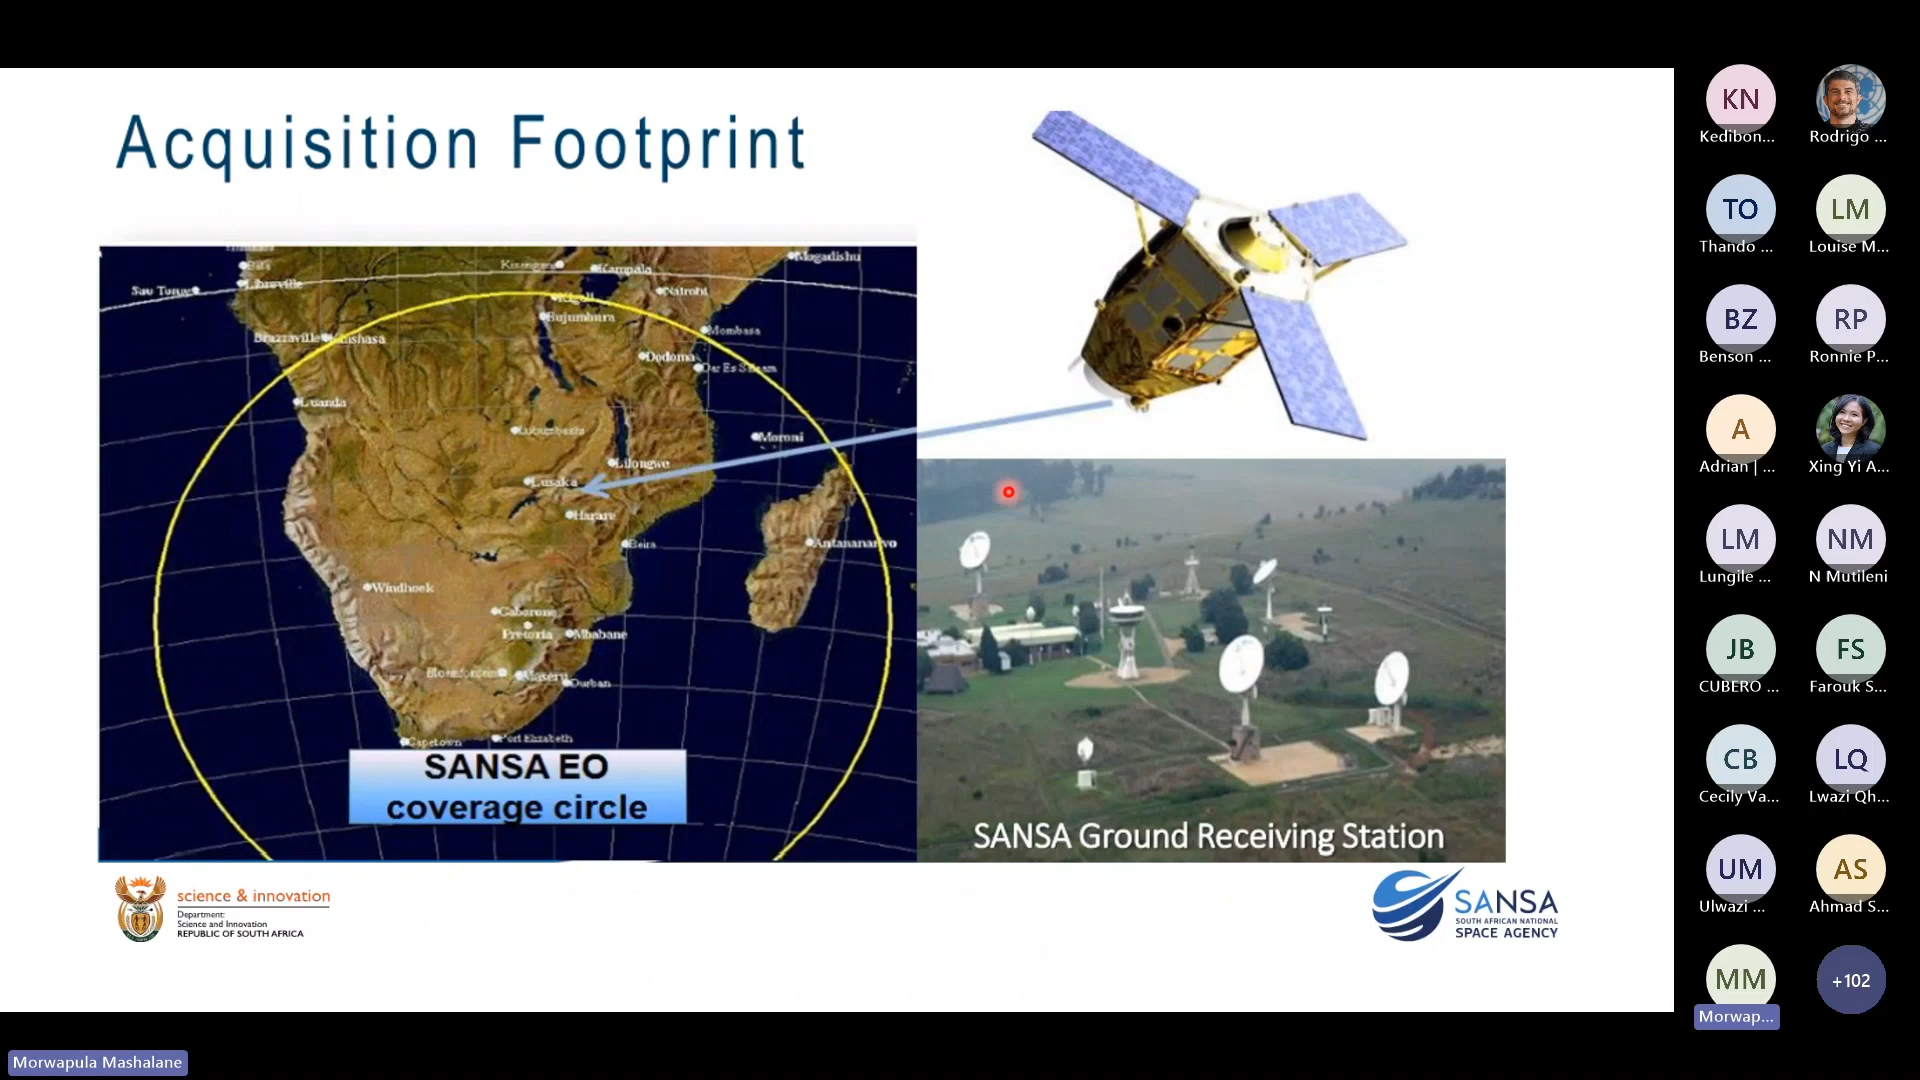 Acquisition Footprint
Kisangani
Kampala
Mogadishu
Bata
Libreville
Sao Tome
Nairobi
Kigali
Bujumbura
Mombasa
Brazzaville
Kinshasa
Dodoma
Dar Es Salaam
Luanda
Lubumbashi
Moroni
Lilongwe
Lusaka
Harare
Beira
Antananarivo
Windhoek
Gaborone
Pretoria
Mbabane
Bloemfontein
Maseru
Durban
Capetown
Port Elizabeth
SANSA EO
coverage circle
SANSA Ground Receiving Station
science & innovation
Department:
Science and Innovation
REPUBLIC OF SOUTH AFRICA
SANSA
SOUTH AFRICAN NATIONAL
SPACE AGENCY
KN
Kedibon...
Rodrigo ...
TO
Thando ...
LM
Louise M...
BZ
Benson ...
RP
Ronnie P...
A
Adrian | ...
Xing Yi A...
LM
Lungile ...
NM
N Mutileni
JB
CUBERO ...
FS
Farouk S...
CB
Cecily Va...
LQ
Lwazi Qh...
UM
Ulwazi ...
AS
Ahmad S...
MM
Morwap...
+102
Morwapula Mashalane